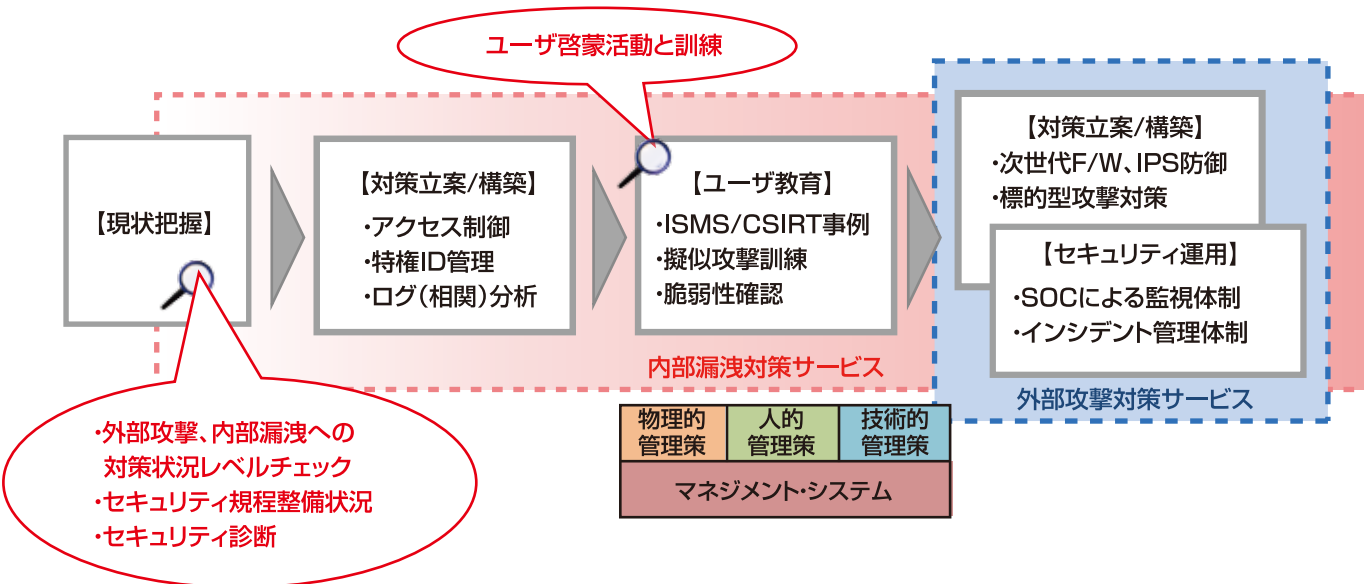 ユーザ啓蒙活動と訓練
【現状把握】
【対策立案/構築】
・アクセス制御
・特権ID管理
・ログ(相関)分析
【ユーザ教育】
・ISMS/CSIRT事例
・擬似攻撃訓練
・脆弱性確認
【対策立案/構築】
・次世代F/W、IPS防御
・標的型攻撃対策
【セキュリティ運用】
・SOCによる監視体制
・インシデント管理体制
内部漏洩対策サービス
外部攻撃対策サービス
・外部攻撃、内部漏洩への
対策状況レベルチェック
・セキュリティ規程整備状況
・セキュリティ診断
物理的
管理策
人的
管理策
技術的
管理策
マネジメント・システム